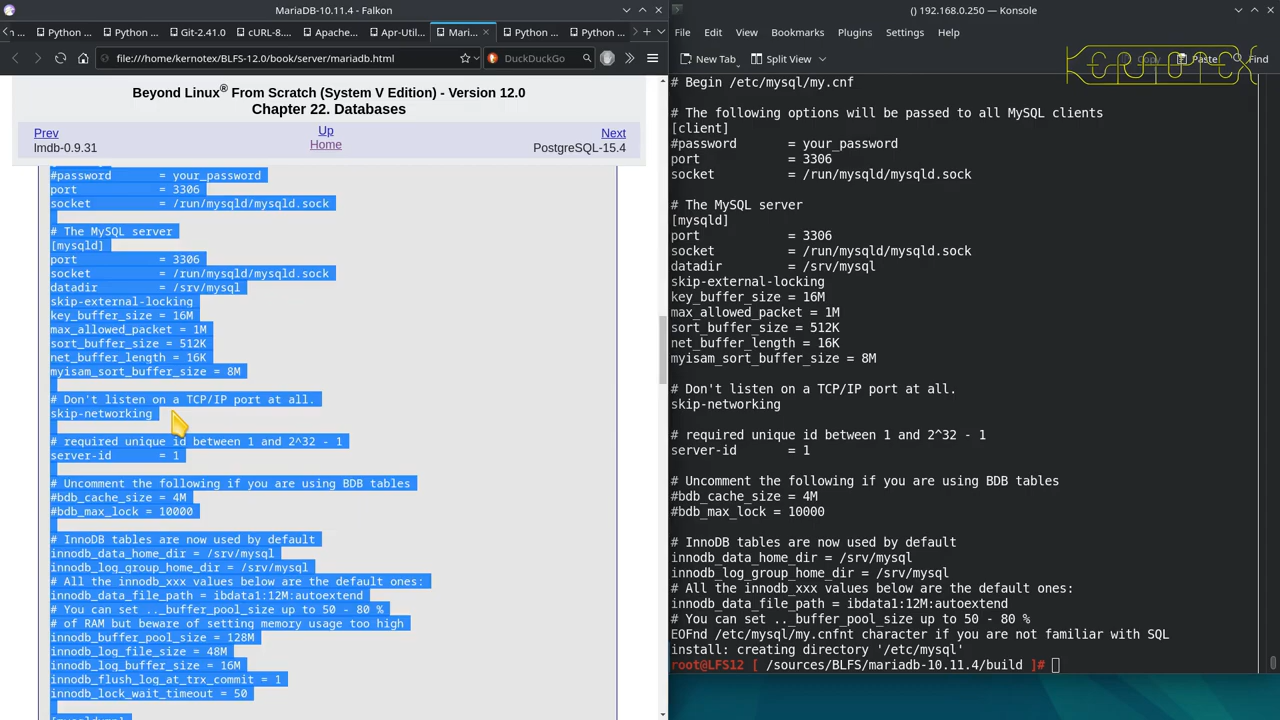 MariaDB-10.11.4 - Falkon
() 192.168.0.250 — Konsole
Python
Python
Git-2.41.0
cURL-8....
Apache...
Apr-Util...
Mari...
Python ...
Python ...
file:///home/kernotex/BLFS-12.0/book/server/mariadb.html
DuckDuckGo
File Edit View Bookmarks Plugins Settings Help
New Tab Split View Copy Paste Find
KERNOTEX
Beyond Linux® From Scratch (System V Edition) - Version 12.0
Chapter 22. Databases
Prev Up Next
lmdb-0.9.31 Home PostgreSQL-15.4
#password = your_password
port = 3306
socket = /run/mysqld/mysqld.sock
# The MySQL server
[mysqld]
port = 3306
socket = /run/mysqld/mysqld.sock
datadir = /srv/mysql
skip-external-locking
key_buffer_size = 16M
max_allowed_packet = 1M
sort_buffer_size = 512K
net_buffer_length = 16K
myisam_sort_buffer_size = 8M
# Don't listen on a TCP/IP port at all.
skip-networking
# required unique id between 1 and 2^32 - 1
server-id = 1
# Uncomment the following if you are using BDB tables
#bdb_cache_size = 4M
#bdb_max_lock = 10000
# InnoDB tables are now used by default
innodb_data_home_dir = /srv/mysql
innodb_log_group_home_dir = /srv/mysql
# All the innodb_xxx values below are the default ones:
innodb_data_file_path = ibdata1:12M:autoextend
# You can set .._buffer_pool_size up to 50 - 80 %
# of RAM but beware of setting memory usage too high
innodb_buffer_pool_size = 128M
innodb_log_file_size = 48M
innodb_log_buffer_size = 16M
innodb_flush_log_at_trx_commit = 1
innodb_lock_wait_timeout = 50
[mysqldump]
# Begin /etc/mysql/my.cnf
# The following options will be passed to all MySQL clients
[client]
#password = your_password
port = 3306
socket = /run/mysqld/mysqld.sock
# The MySQL server
[mysqld]
port = 3306
socket = /run/mysqld/mysqld.sock
datadir = /srv/mysql
skip-external-locking
key_buffer_size = 16M
max_allowed_packet = 1M
sort_buffer_size = 512K
net_buffer_length = 16K
myisam_sort_buffer_size = 8M
# Don't listen on a TCP/IP port at all.
skip-networking
# required unique id between 1 and 2^32 - 1
server-id = 1
# Uncomment the following if you are using BDB tables
#bdb_cache_size = 4M
#bdb_max_lock = 10000
# InnoDB tables are now used by default
innodb_data_home_dir = /srv/mysql
innodb_log_group_home_dir = /srv/mysql
# All the innodb_xxx values below are the default ones:
innodb_data_file_path = ibdata1:12M:autoextend
# You can set .._buffer_pool_size up to 50 - 80 %
EOFnd /etc/mysql/my.cnfnt character if you are not familiar with SQL
install: creating directory '/etc/mysql'
root@LFS12 [ /sources/BLFS/mariadb-10.11.4/build ]#